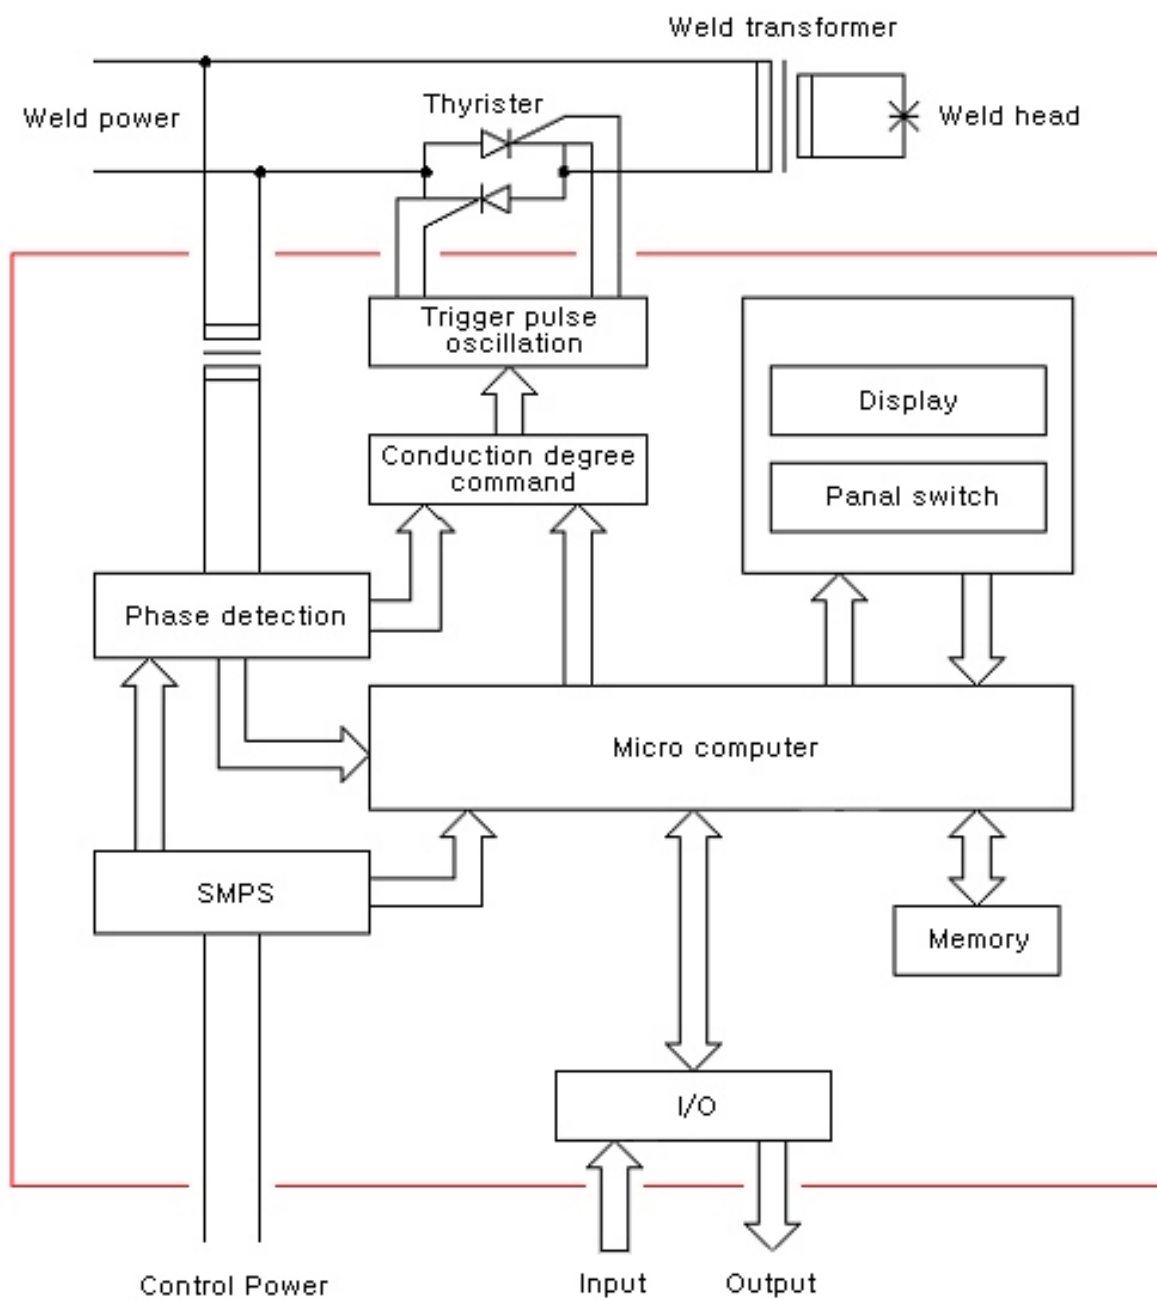 Weld transformer
Thyrister
Weld power
Weld head
Trigger pulse
oscillation
Display
Conduction degree
command
Panal switch
Phase detection
Micro computer
SMPS
Memory
I/O
Control Power
Input
Output